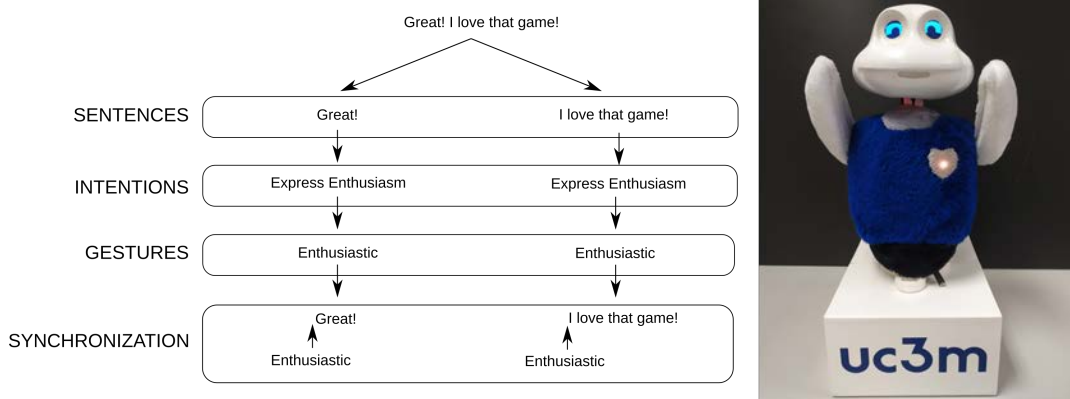 Great! I love that game!
SENTENCES
Great!
I love that game!
INTENTIONS
Express Enthusiasm
Express Enthusiasm
GESTURES
Enthusiastic
Enthusiastic
SYNCHRONIZATION
Great!
I love that game!
Enthusiastic
Enthusiastic
uc3m